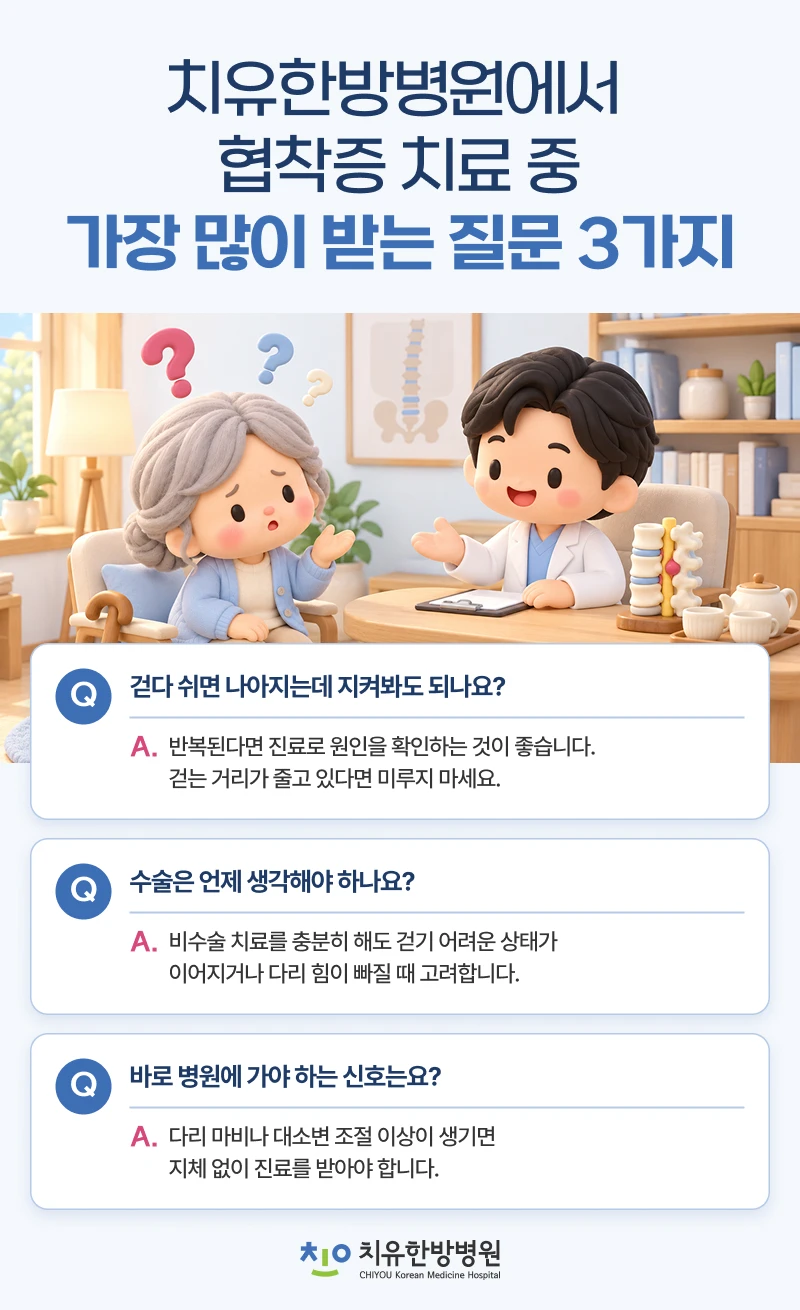 치유한방병원에서
협착증 치료 중
가장 많이 받는 질문 3가지
Q
걷다 쉬면 나아지는데 지켜봐도 되나요?
A. 반복된다면 진료로 원인을 확인하는 것이 좋습니다.
걷는 거리가 줄고 있다면 미루지 마세요.
Q
수술은 언제 생각해야 하나요?
A. 비수술 치료를 충분히 해도 걷기 어려운 상태가
이어지거나 다리 힘이 빠질 때 고려합니다.
Q
바로 병원에 가야 하는 신호는요?
A. 다리 마비나 대소변 조절 이상이 생기면
지체 없이 진료를 받아야 합니다.
치유한방병원
CHIYOU Korean Medicine Hospital